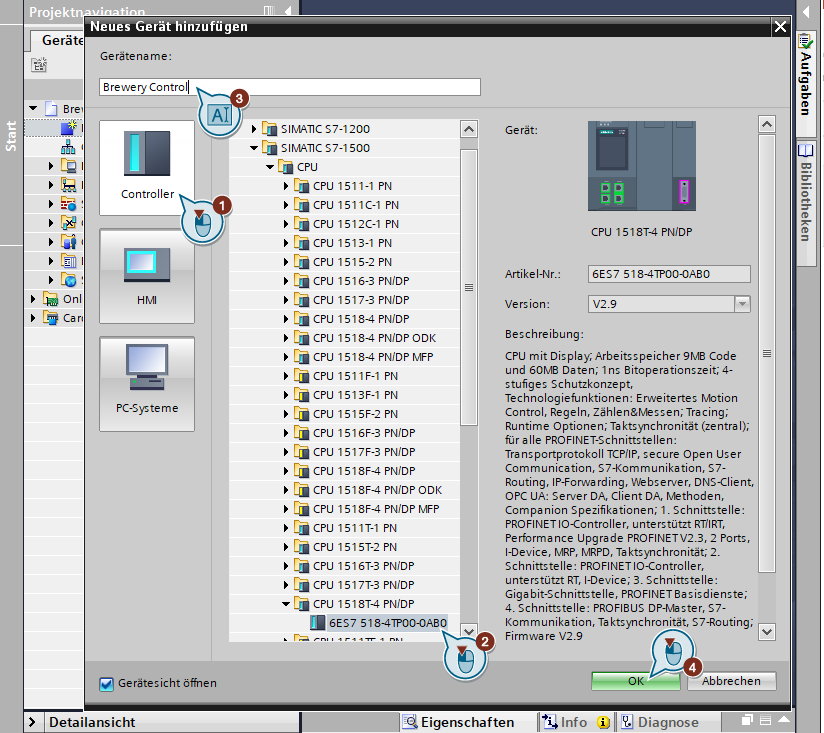 Projektnavigation
Neues Gerät hinzufügen
Geräte
Gerätename:
Brewery Control
3
AI
Start
Aufgaben
Bibliotheken
Bre
Onl
Car
Controller
1
HMI
PC-Systeme
SIMATIC S7-1200
SIMATIC S7-1500
CPU
CPU 1511-1 PN
CPU 1511C-1 PN
CPU 1512C-1 PN
CPU 1513-1 PN
CPU 1515-2 PN
CPU 1516-3 PN/DP
CPU 1517-3 PN/DP
CPU 1518-4 PN/DP
CPU 1518-4 PN/DP ODK
CPU 1518-4 PN/DP MFP
CPU 1511F-1 PN
CPU 1513F-1 PN
CPU 1515F-2 PN
CPU 1516F-3 PN/DP
CPU 1517F-3 PN/DP
CPU 1518F-4 PN/DP
CPU 1518F-4 PN/DP ODK
CPU 1518F-4 PN/DP MFP
CPU 1511T-1 PN
CPU 1515T-2 PN
CPU 1516T-3 PN/DP
CPU 1517T-3 PN/DP
CPU 1518T-4 PN/DP
6ES7 518-4TP00-0AB0
CPU 1511TF-1 PN
2
Gerät:
CPU 1518T-4 PN/DP
Artikel-Nr.: 6ES7 518-4TP00-0AB0
Version: V2.9
Beschreibung:
CPU mit Display; Arbeitsspeicher 9MB Code
und 60MB Daten; 1ns Bitoperationszeit; 4-
stufiges Schutzkonzept,
Technologiefunktionen: Erweitertes Motion
Control, Regeln, Zählen&Messen; Tracing;
Runtime Optionen; Taktsynchronität (zentral);
für alle PROFINET-Schnittstellen:
Transportprotokoll TCP/IP, secure Open User
Communication, S7-Kommunikation, S7-
Routing, IP-Forwarding, Webserver, DNS-Client,
OPC UA: Server DA, Client DA, Methoden,
Companion Spezifikationen; 1. Schnittstelle:
PROFINET IO-Controller, unterstützt RT/IRT,
Performance Upgrade PROFINET V2.3, 2 Ports,
I-Device, MRP, MRPD, Taktsynchronität; 2.
Schnittstelle: PROFINET IO-Controller,
unterstützt RT, I-Device; 3. Schnittstelle:
Gigabit-Schnittstelle, PROFINET Basisdienste;
4. Schnittstelle: PROFIBUS DP-Master, S7-
Kommunikation, Taktsynchronität, S7-Routing;
Firmware V2.9
4
Gerätesicht öffnen
OK
Abbrechen
Detailansicht
Eigenschaften
Info
Diagnose